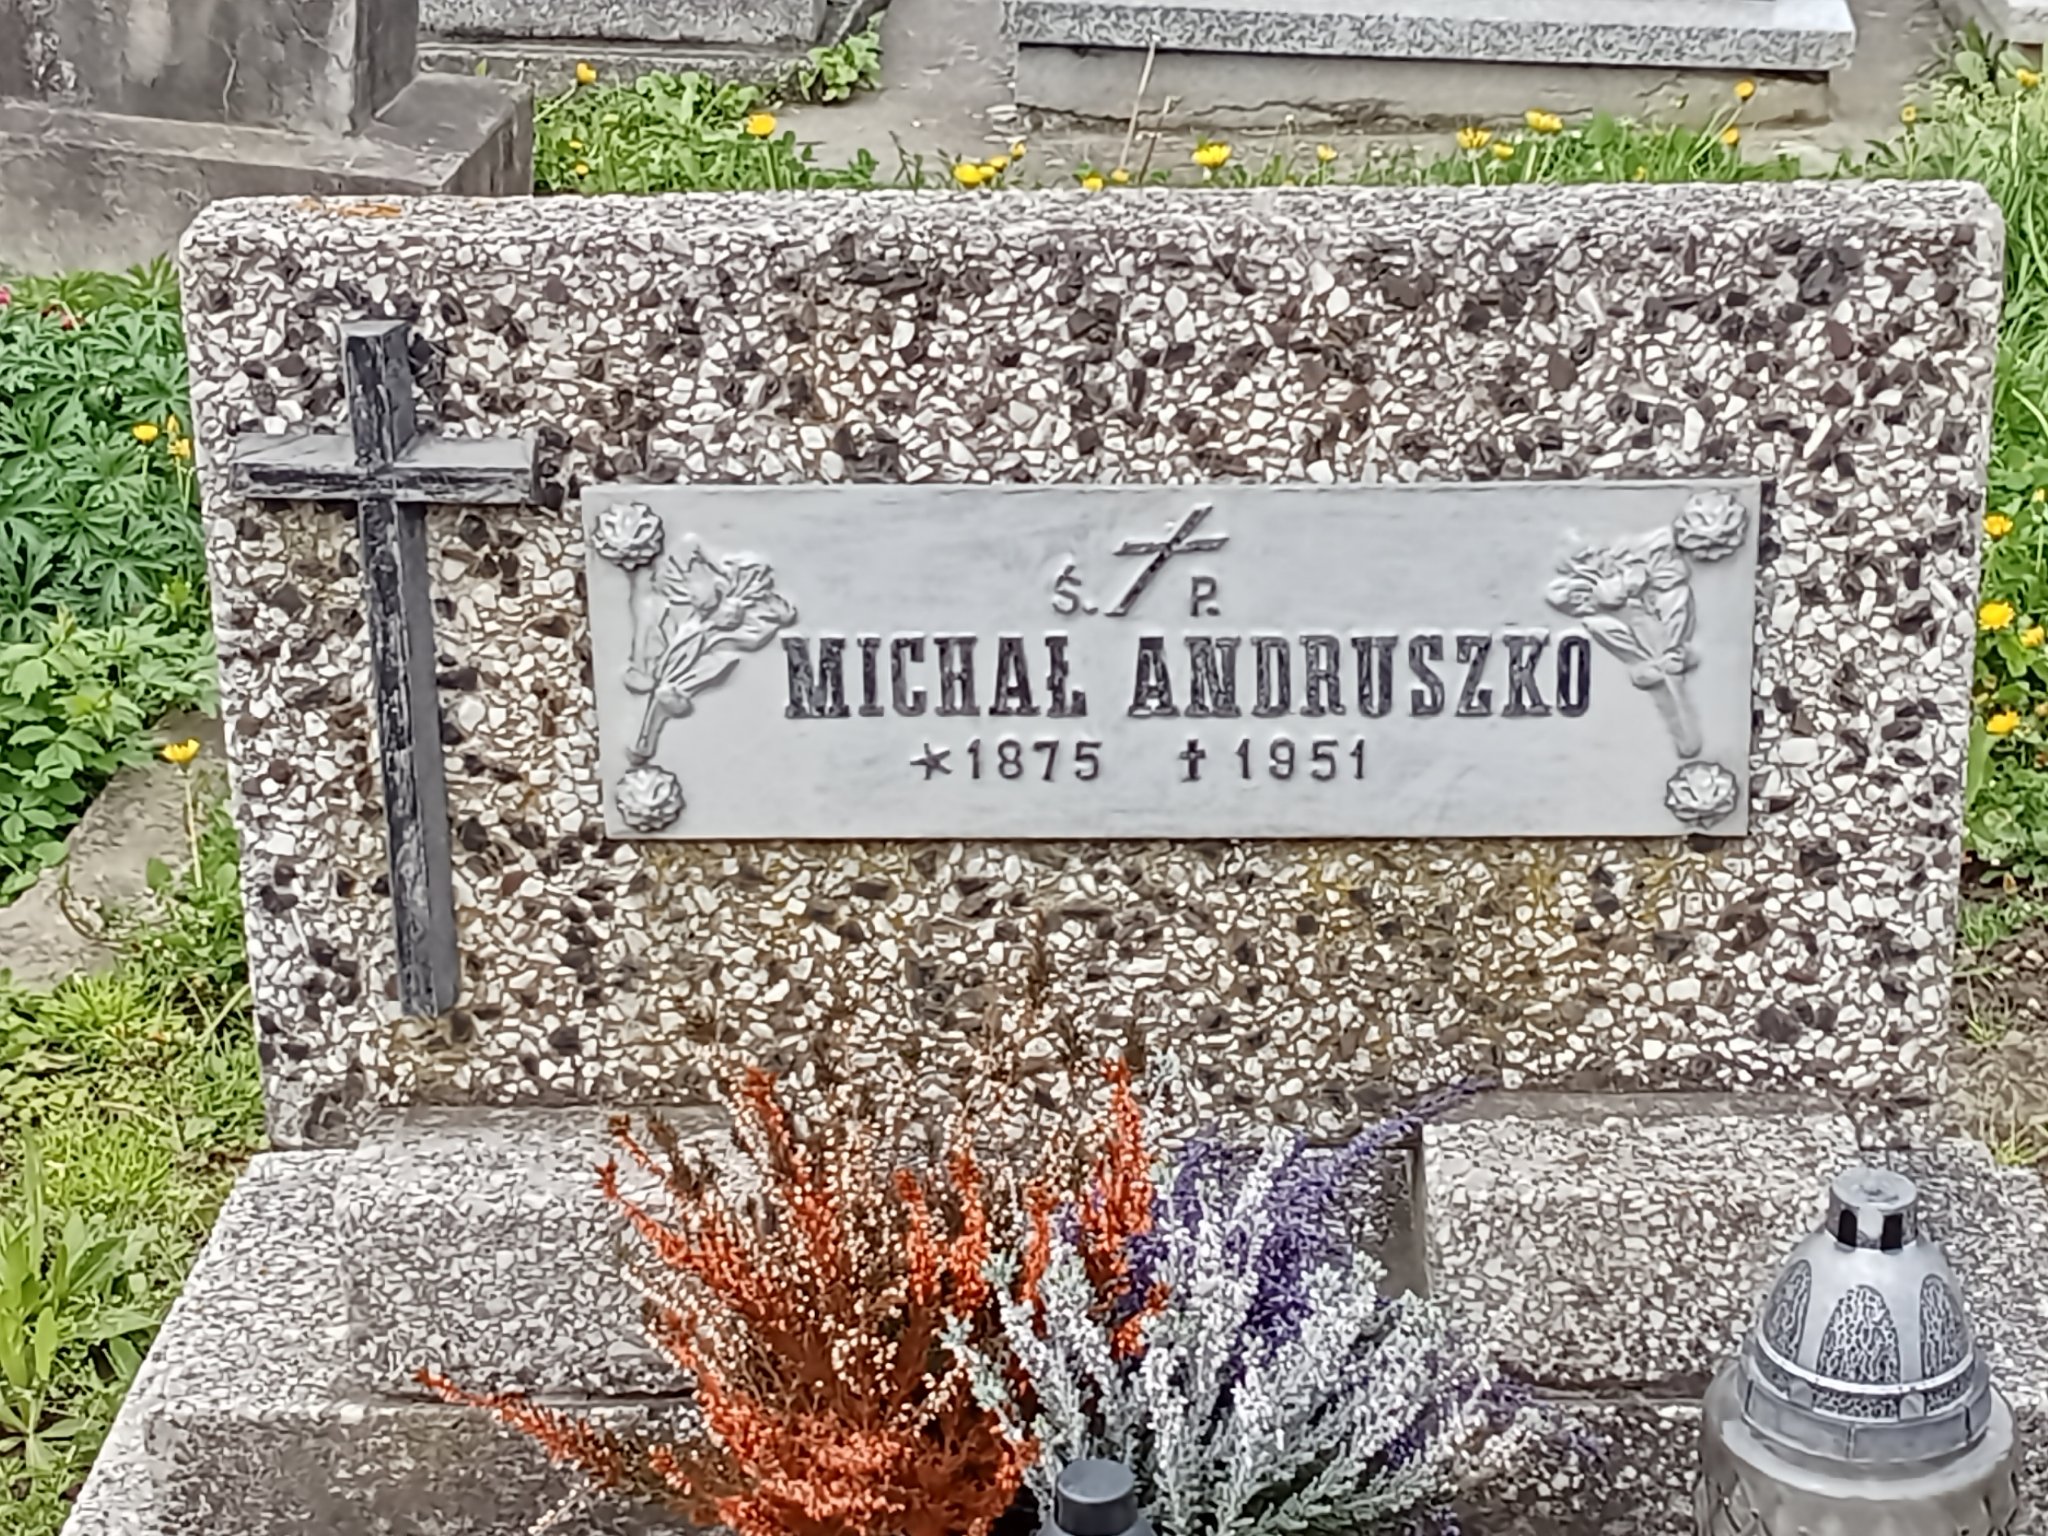 Ś. P.
MICHAŁ ANDRUSZKO
*1875 †1951